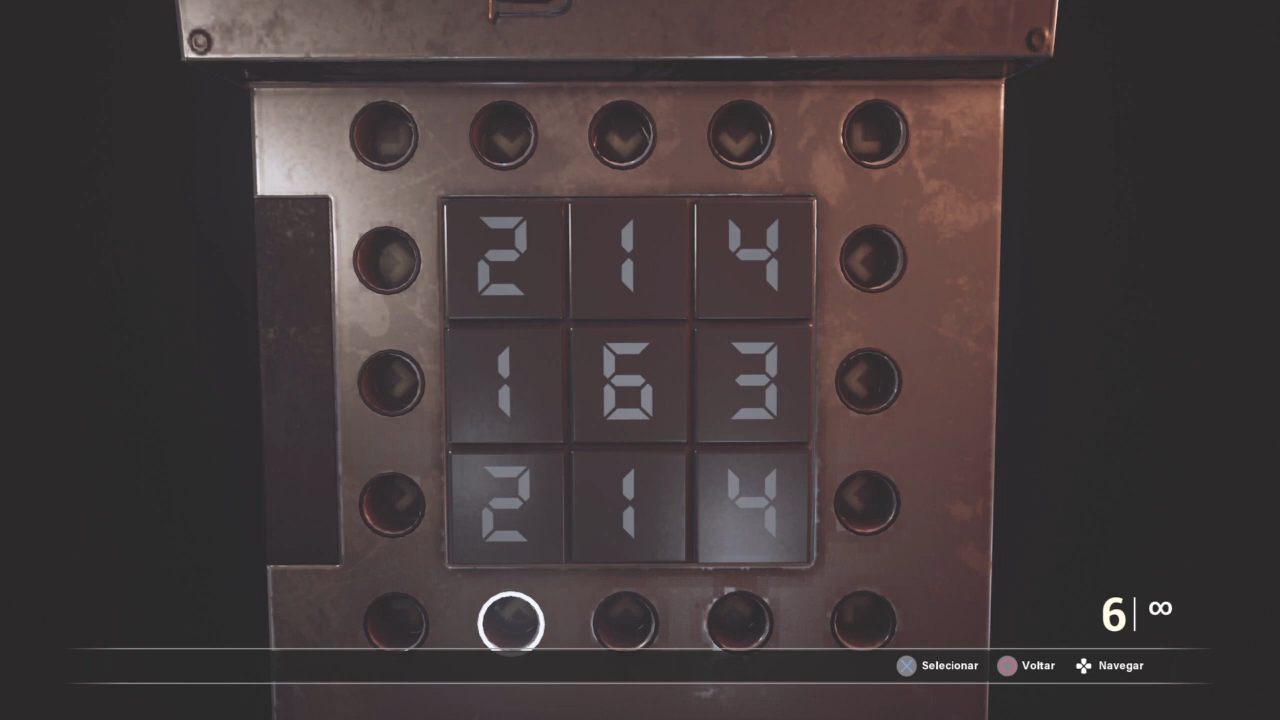 2 1 4
1 6 3
2 1 4
6 | ∞
Selecionar Voltar Navegar